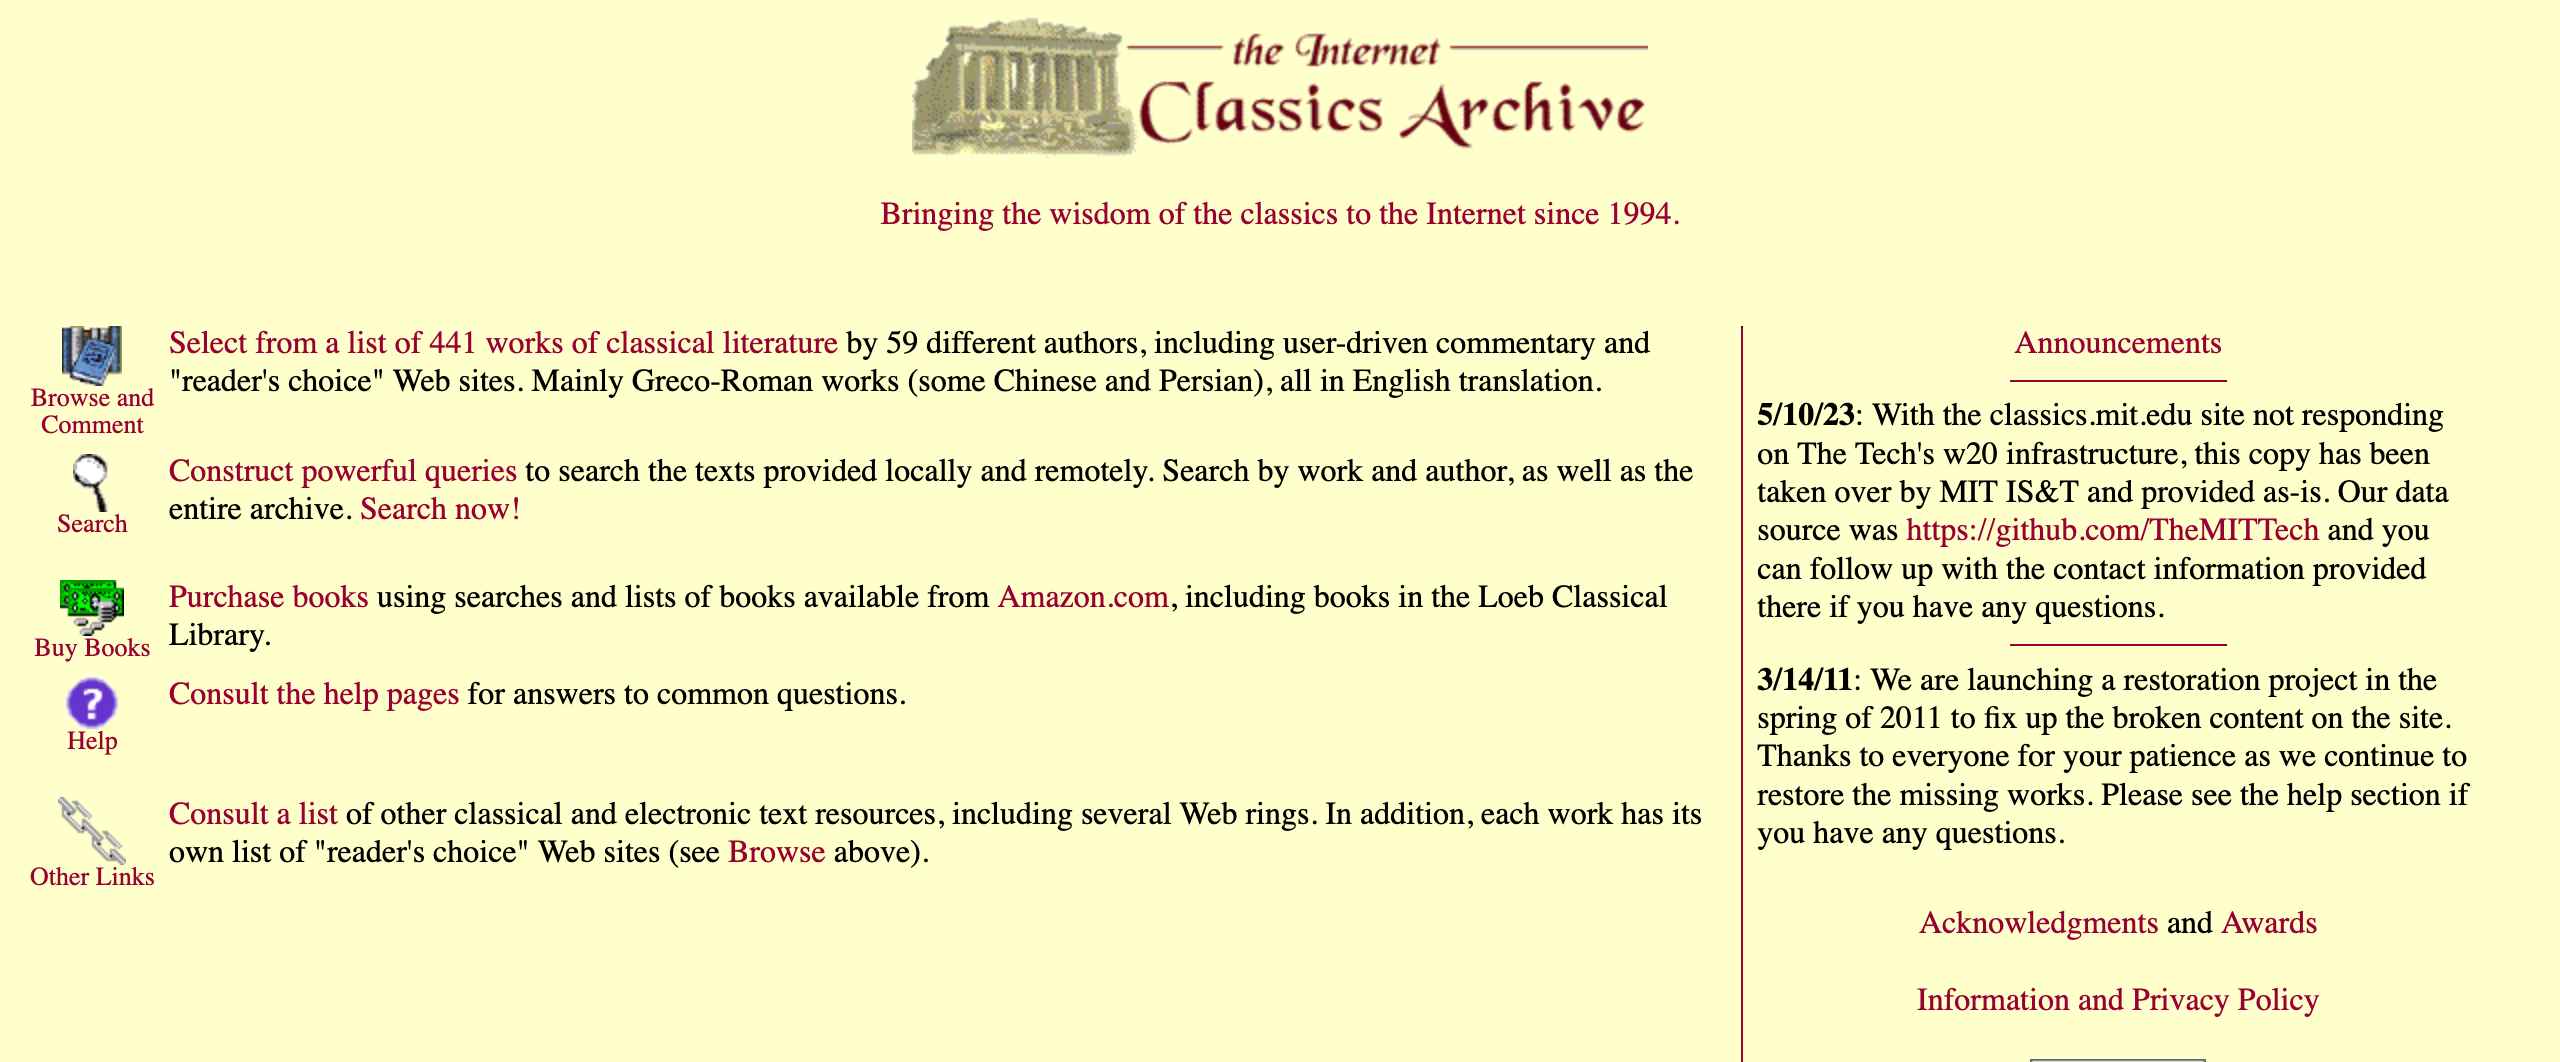 the Internet
Classics Archive
Bringing the wisdom of the classics to the Internet since 1994.
Browse and
Comment
Select from a list of 441 works of classical literature by 59 different authors, including user-driven commentary and
"reader's choice" Web sites. Mainly Greco-Roman works (some Chinese and Persian), all in English translation.
Search
Construct powerful queries to search the texts provided locally and remotely. Search by work and author, as well as the
entire archive. Search now!
Buy Books
Purchase books using searches and lists of books available from Amazon.com, including books in the Loeb Classical
Library.
?
Help
Consult the help pages for answers to common questions.
Other Links
Consult a list of other classical and electronic text resources, including several Web rings. In addition, each work has its
own list of "reader's choice" Web sites (see Browse above).
Announcements
5/10/23: With the classics.mit.edu site not responding
on The Tech's w20 infrastructure, this copy has been
taken over by MIT IS&T and provided as-is. Our data
source was https://github.com/TheMITTech and you
can follow up with the contact information provided
there if you have any questions.
3/14/11: We are launching a restoration project in the
spring of 2011 to fix up the broken content on the site.
Thanks to everyone for your patience as we continue to
restore the missing works. Please see the help section if
you have any questions.
Acknowledgments and Awards
Information and Privacy Policy